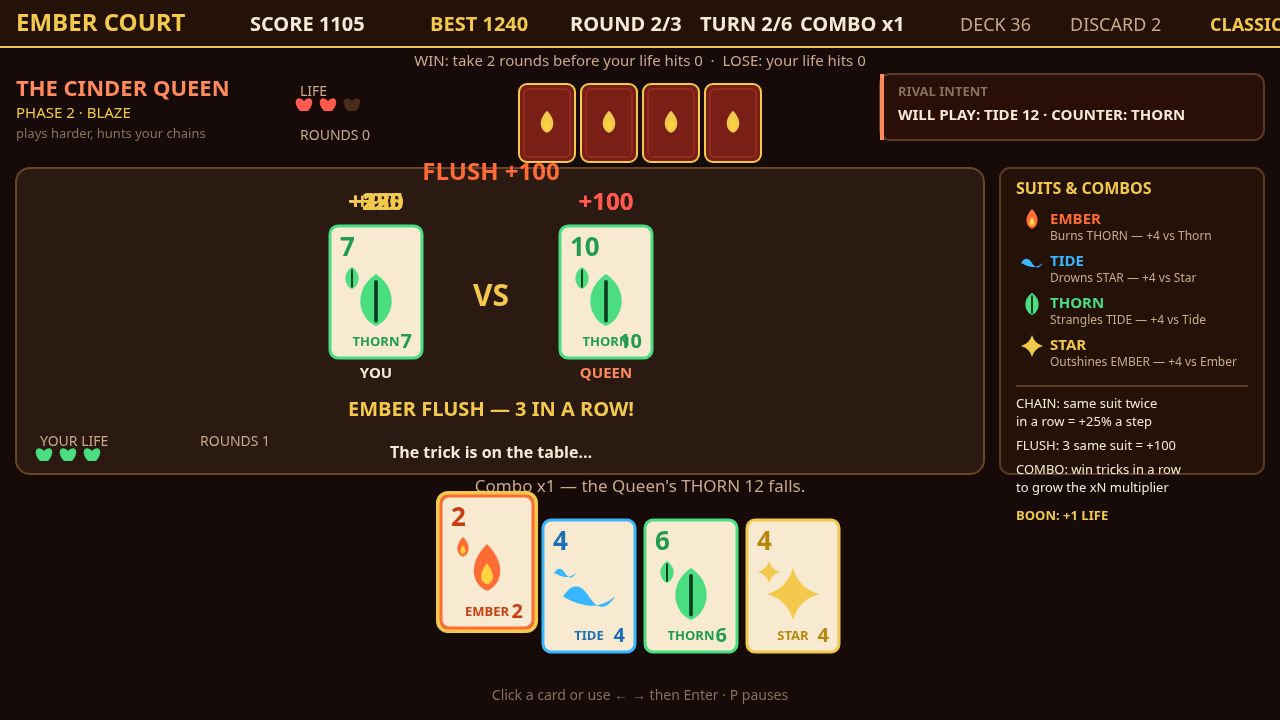 EMBER COURT SCORE 1105 BEST 1240 ROUND 2/3 TURN 2/6 COMBO x1 DECK 36 DISCARD 2 CLASSIC
WIN: take 2 rounds before your life hits 0 · LOSE: your life hits 0
THE CINDER QUEEN
PHASE 2 · BLAZE
plays harder, hunts your chains
LIFE
ROUNDS 0
RIVAL INTENT
WILL PLAY: TIDE 12 · COUNTER: THORN
FLUSH +100
+100
7
THORN 7
YOU
VS
10
THORN 10
QUEEN
EMBER FLUSH — 3 IN A ROW!
YOUR LIFE
ROUNDS 1
The trick is on the table...
SUITS & COMBOS
EMBER
Burns THORN — +4 vs Thorn
TIDE
Drowns STAR — +4 vs Star
THORN
Strangles TIDE — +4 vs Tide
STAR
Outshines EMBER — +4 vs Ember
CHAIN: same suit twice
in a row = +25% a step
FLUSH: 3 same suit = +100
COMBO: win tricks in a row
to grow the xN multiplier
BOON: +1 LIFE
Combo x1 — the Queen's THORN 12 falls.
2
EMBER 2
4
TIDE 4
6
THORN 6
4
STAR 4
Click a card or use ← → then Enter · P pauses